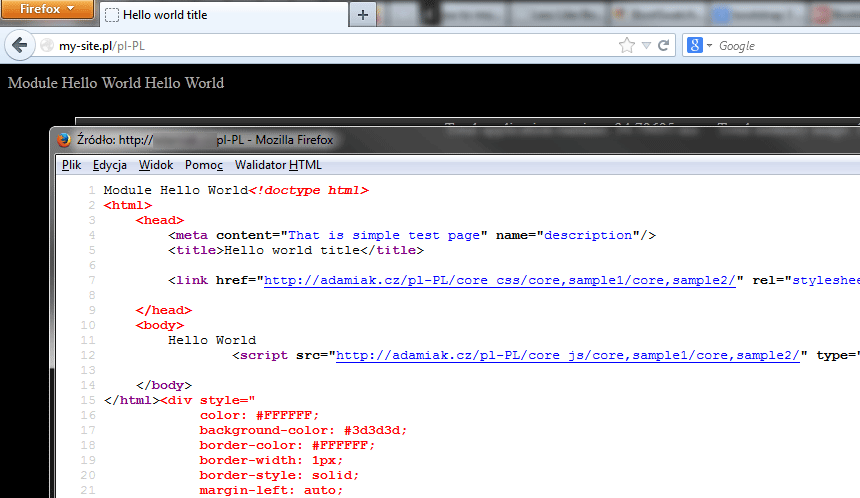 Firefox
Hello world title
my-site.pl/pl-PL
Google
Module Hello World Hello World
Źródło: http:// pl-PL - Mozilla Firefox
Plik Edycja Widok Pomoc Walidator HTML
1 Module Hello World<!doctype html>
2 <html>
3 <head>
4 <meta content="That is simple test page" name="description"/>
5 <title>Hello world title</title>
6
7 <link href="http://adamiak.cz/pl-PL/core_css/core,sample1/core,sample2/" rel="styleshee
8
9 </head>
10 <body>
11 Hello World
12 <script src="http://adamiak.cz/pl-PL/core_js/core,sample1/core,sample2/" type="
13
14 </body>
15 </html><div style="
16 color: #FFFFFF;
17 background-color: #3d3d3d;
18 border-color: #FFFFFF;
19 border-width: 1px;
20 border-style: solid;
21 margin-left: auto;